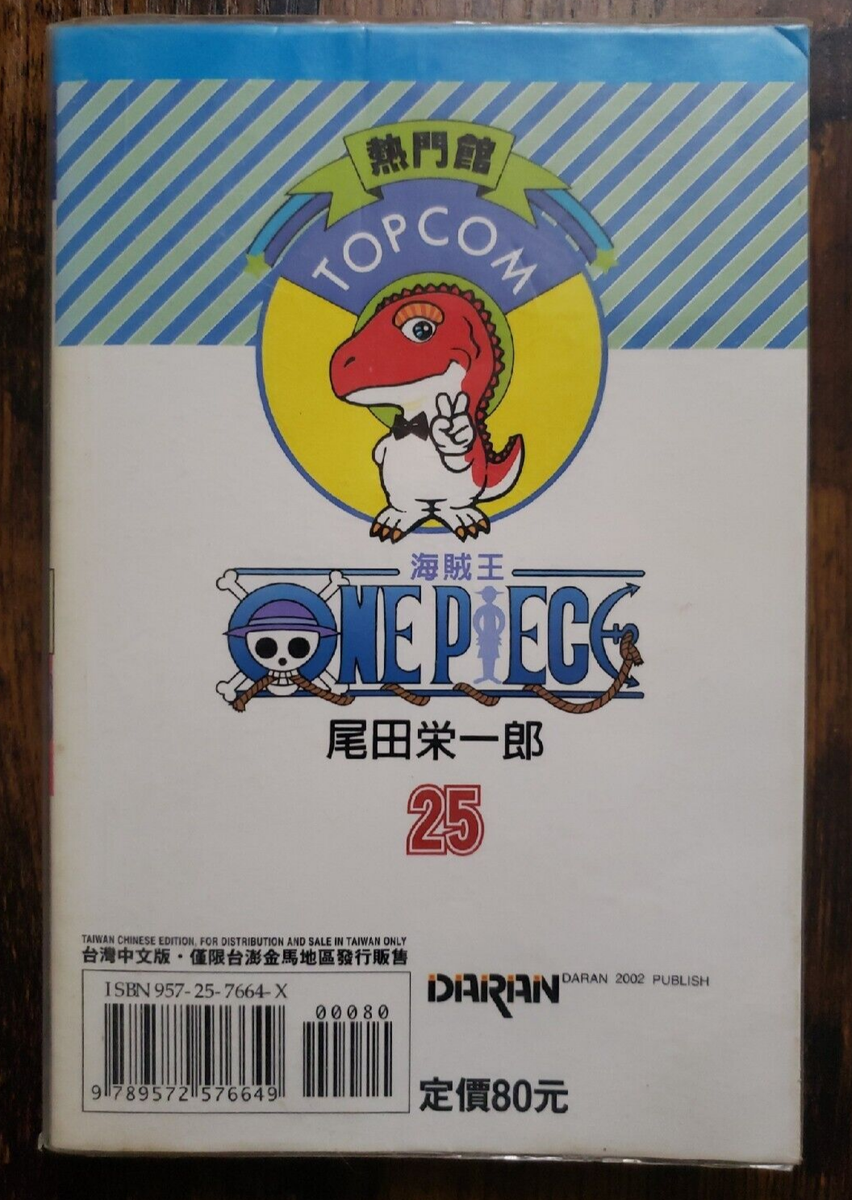 熱門館
TOPCOM
海賊王
ONE PIECE
尾田栄一郎
25
TAIWAN CHINESE EDITION, FOR DISTRIBUTION AND SALE IN TAIWAN ONLY
台灣中文版・僅限台澎金馬地區發行販售
ISBN 957-25-7664-X
00080
9 789572 576649
DARAN DARAN 2002 PUBLISH
定價80元